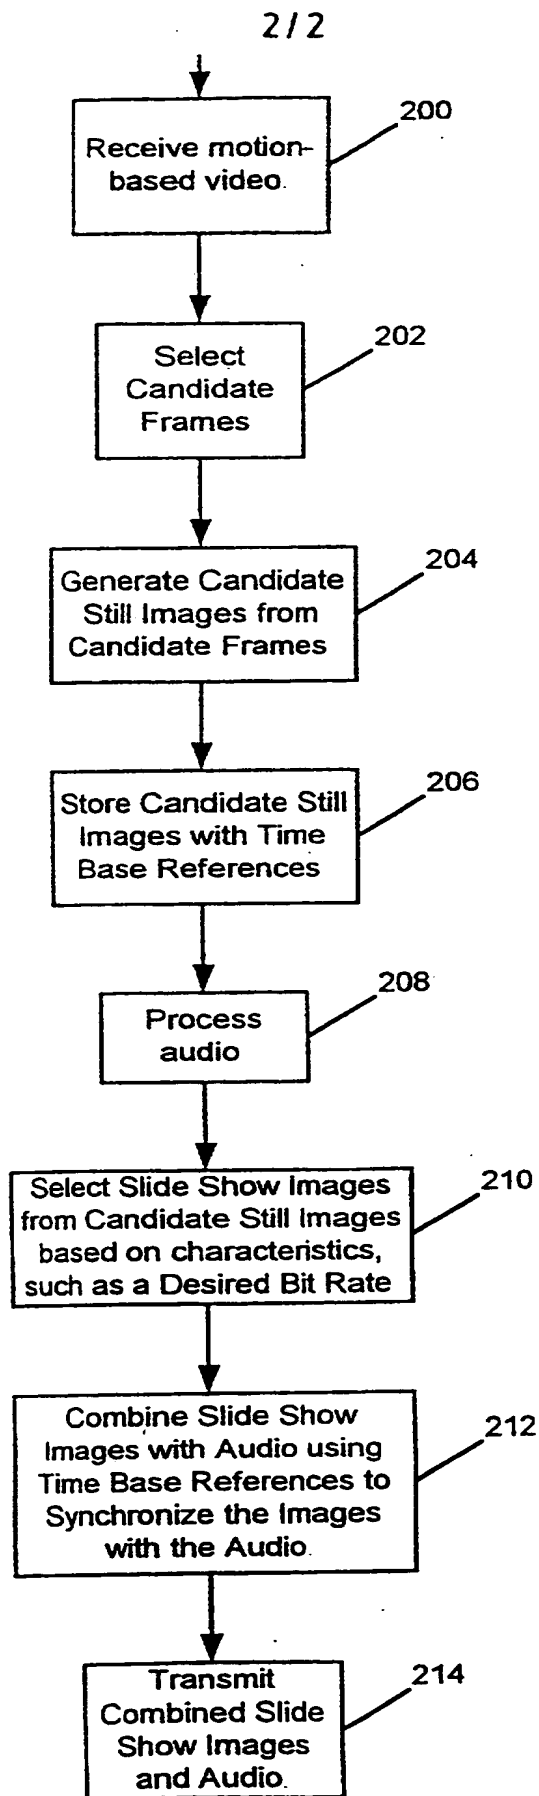 2/2
200
Receive motion-
based video.
202
Select
Candidate
Frames
204
Generate Candidate
Still Images from
Candidate Frames
206
Store Candidate Still
Images with Time
Base References
208
Process
audio
210
Select Slide Show Images
from Candidate Still Images
based on characteristics,
such as a Desired Bit Rate
212
Combine Slide Show
Images with Audio using
Time Base References to
Synchronize the Images
with the Audio.
214
Transmit
Combined Slide
Show Images
and Audio.